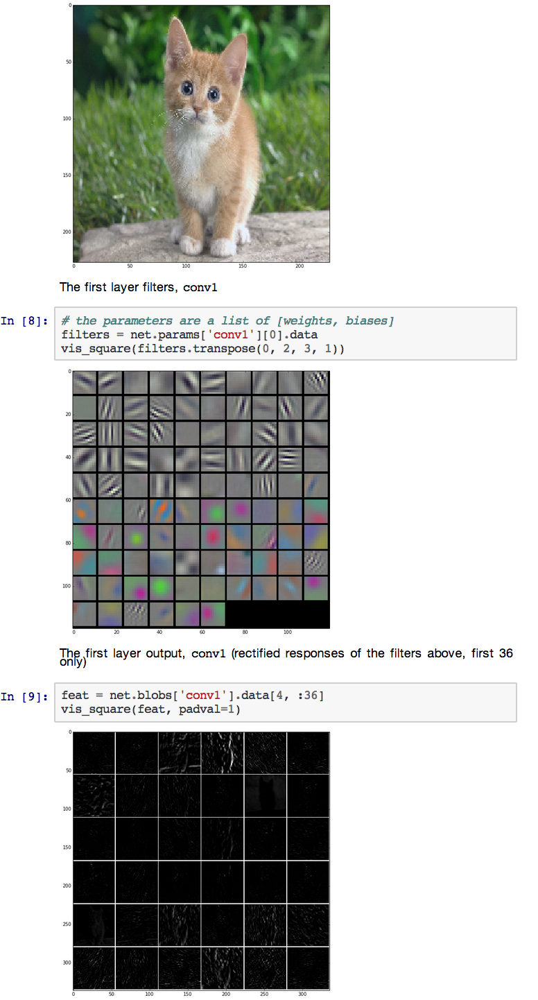 0
50
100
150
200
0 50 100 150 200
The first layer filters, conv1
In [8]:
# the parameters are a list of [weights, biases]
filters = net.params['conv1'][0].data
vis_square(filters.transpose(0, 2, 3, 1))
0
20
40
60
80
100
0 20 40 60 80 100
The first layer output, conv1 (rectified responses of the filters above, first 36
only)
In [9]:
feat = net.blobs['conv1'].data[4, :36]
vis_square(feat, padval=1)
0
50
100
150
200
250
300
0 50 100 150 200 250 300